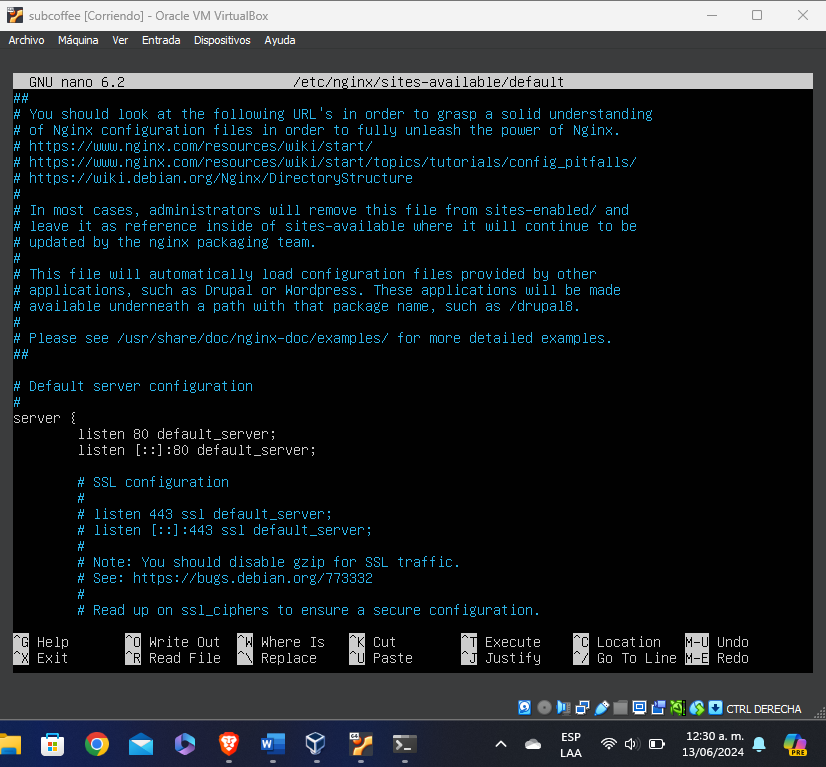 subcoffee [Corriendo] - Oracle VM VirtualBox
Archivo Máquina Ver Entrada Dispositivos Ayuda
GNU nano 6.2 /etc/nginx/sites-available/default
##
# You should look at the following URL's in order to grasp a solid understanding
# of Nginx configuration files in order to fully unleash the power of Nginx.
# https://www.nginx.com/resources/wiki/start/
# https://www.nginx.com/resources/wiki/start/topics/tutorials/config_pitfalls/
# https://wiki.debian.org/Nginx/DirectoryStructure
#
# In most cases, administrators will remove this file from sites-enabled/ and
# leave it as reference inside of sites-available where it will continue to be
# updated by the nginx packaging team.
#
# This file will automatically load configuration files provided by other
# applications, such as Drupal or Wordpress. These applications will be made
# available underneath a path with that package name, such as /drupal8.
#
# Please see /usr/share/doc/nginx-doc/examples/ for more detailed examples.
##
# Default server configuration
#
server {
listen 80 default_server;
listen [::]:80 default_server;
# SSL configuration
#
# listen 443 ssl default_server;
# listen [::]:443 ssl default_server;
#
# Note: You should disable gzip for SSL traffic.
# See: https://bugs.debian.org/773332
#
# Read up on ssl_ciphers to ensure a secure configuration.
^G Help ^O Write Out ^W Where Is ^K Cut ^T Execute ^C Location M-U Undo
^X Exit ^R Read File ^\ Replace ^U Paste ^J Justify ^/ Go To Line M-E Redo
CTRL DERECHA
ESP 12:30 a. m.
LAA 13/06/2024
PRE